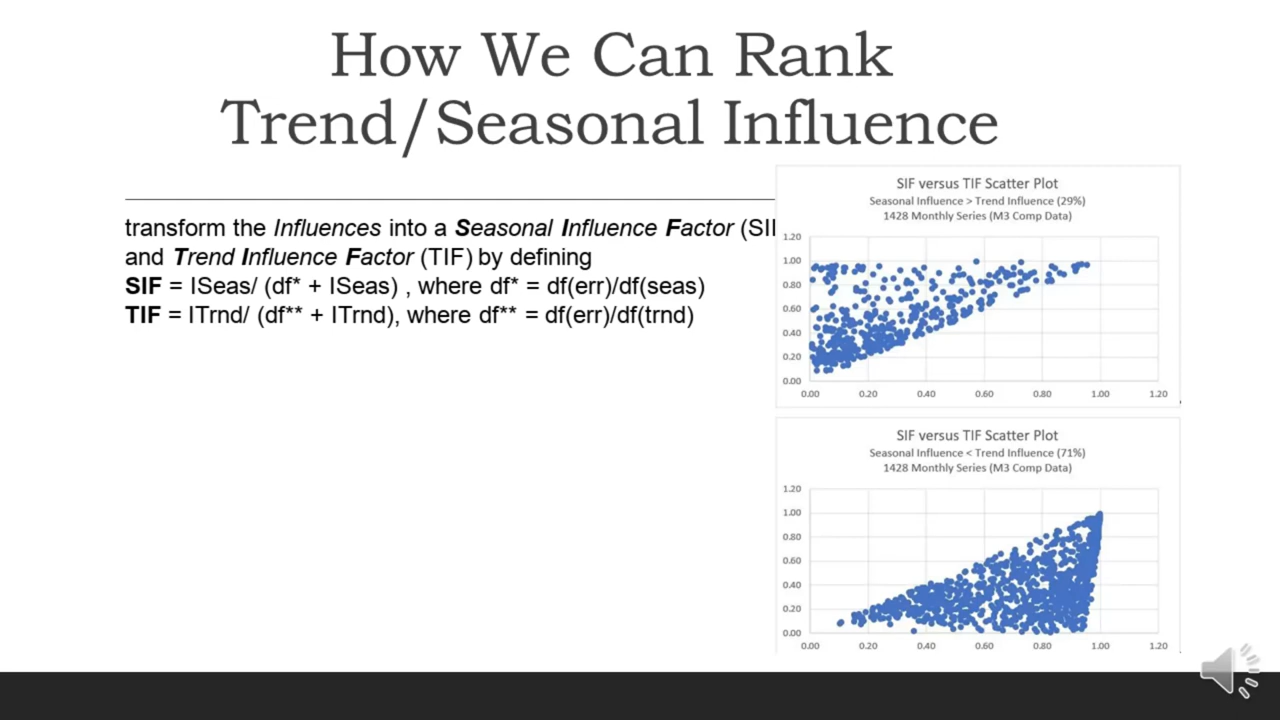 How We Can Rank
Trend/Seasonal Influence
transform the Influences into a Seasonal Influence Factor (SII
and Trend Influence Factor (TIF) by defining
SIF = ISeas/ (df* + ISeas) , where df* = df(err)/df(seas)
TIF = ITrnd/ (df** + ITrnd), where df** = df(err)/df(trnd)
SIF versus TIF Scatter Plot
Seasonal Influence > Trend Influence (29%)
1428 Monthly Series (M3 Comp Data)
1.20
1.00
0.80
0.60
0.40
0.20
0.00
0.00 0.20 0.40 0.60 0.80 1.00 1.20
SIF versus TIF Scatter Plot
Seasonal Influence < Trend Influence (71%)
1428 Monthly Series (M3 Comp Data)
1.20
1.00
0.80
0.60
0.40
0.20
0.00
0.00 0.20 0.40 0.60 0.80 1.00 1.20